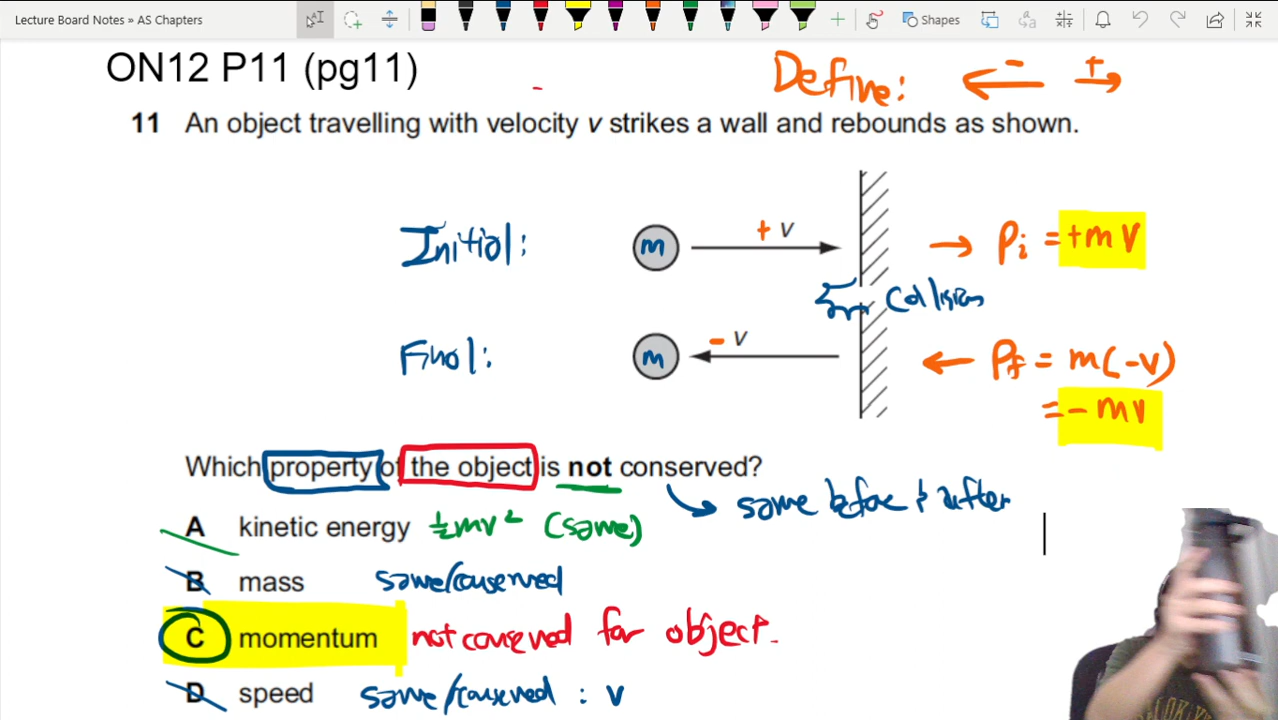 Lecture Board Notes » AS Chapters
Shapes
ON12 P11 (pg11)
Define: - +
11 An object travelling with velocity v strikes a wall and rebounds as shown.
Initial: m + v → Pi = +mv
Collision
Final: m - v ← Pf = m(-v)
= - mv
Which property of the object is not conserved?
same before & after
A kinetic energy ½mv² (same)
B mass same/conserved
C momentum not conserved for object.
D speed same/conserved : v